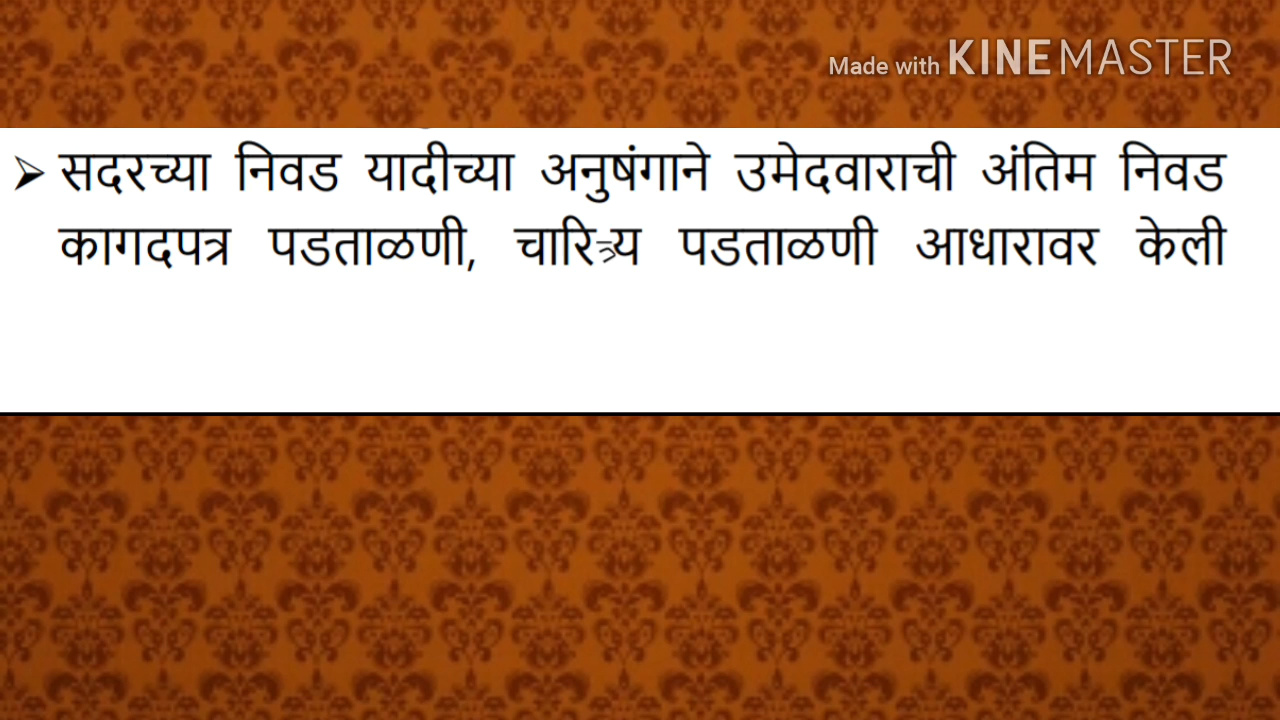 Made with KINEMASTER
➢ सदरच्या निवड यादीच्या अनुषंगाने उमेदवाराची अंतिम निवड
कागदपत्र पडताळणी, चारित्र्य पडताळणी आधारावर केली